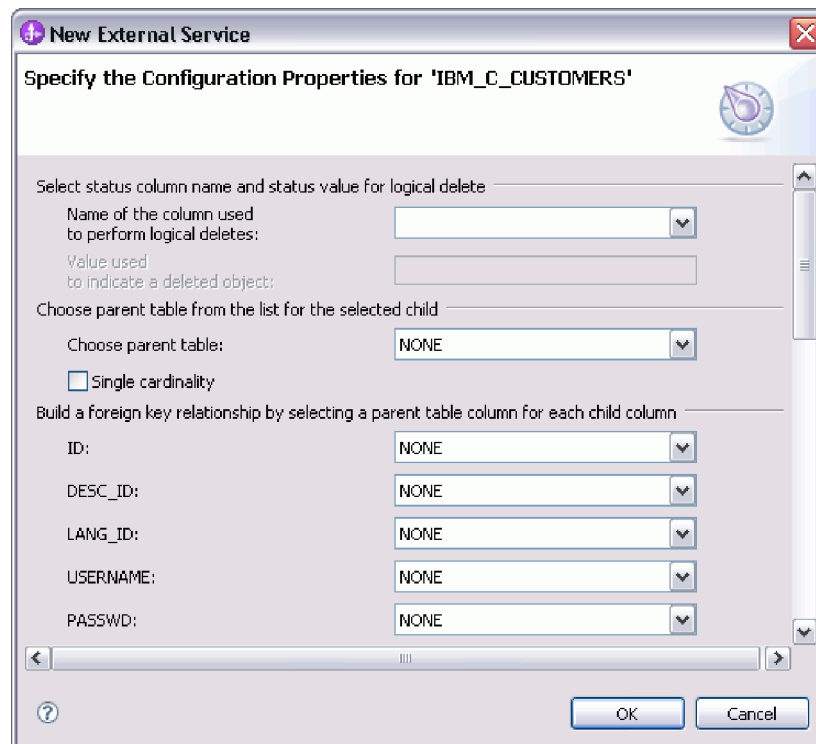 New External Service
Specify the Configuration Properties for 'IBM_C_CUSTOMERS'
Select status column name and status value for logical delete
Name of the column used
to perform logical deletes:
Value used
to indicate a deleted object:
Choose parent table from the list for the selected child
Choose parent table: NONE
Single cardinality
Build a foreign key relationship by selecting a parent table column for each child column
ID: NONE
DESC_ID: NONE
LANG_ID: NONE
USERNAME: NONE
PASSWD: NONE
? OK Cancel